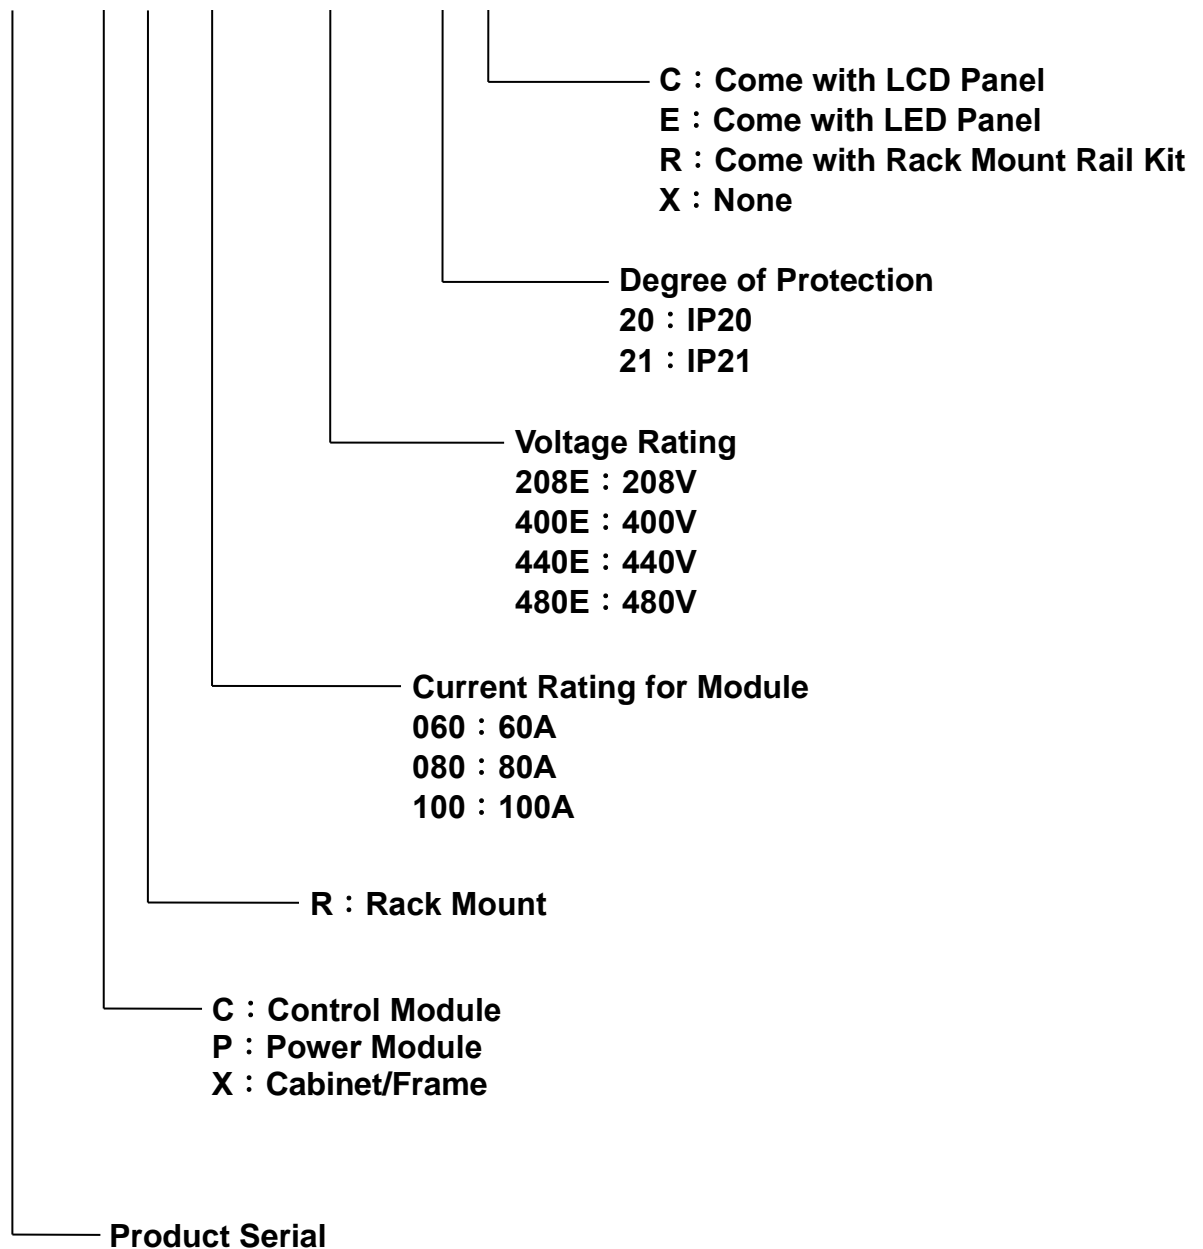 C：Come with LCD Panel
E：Come with LED Panel
R：Come with Rack Mount Rail Kit
X：None
Degree of Protection
20：IP20
21：IP21
Voltage Rating
208E：208V
400E：400V
440E：440V
480E：480V
Current Rating for Module
060：60A
080：80A
100：100A
R：Rack Mount
C：Control Module
P：Power Module
X：Cabinet/Frame
Product Serial